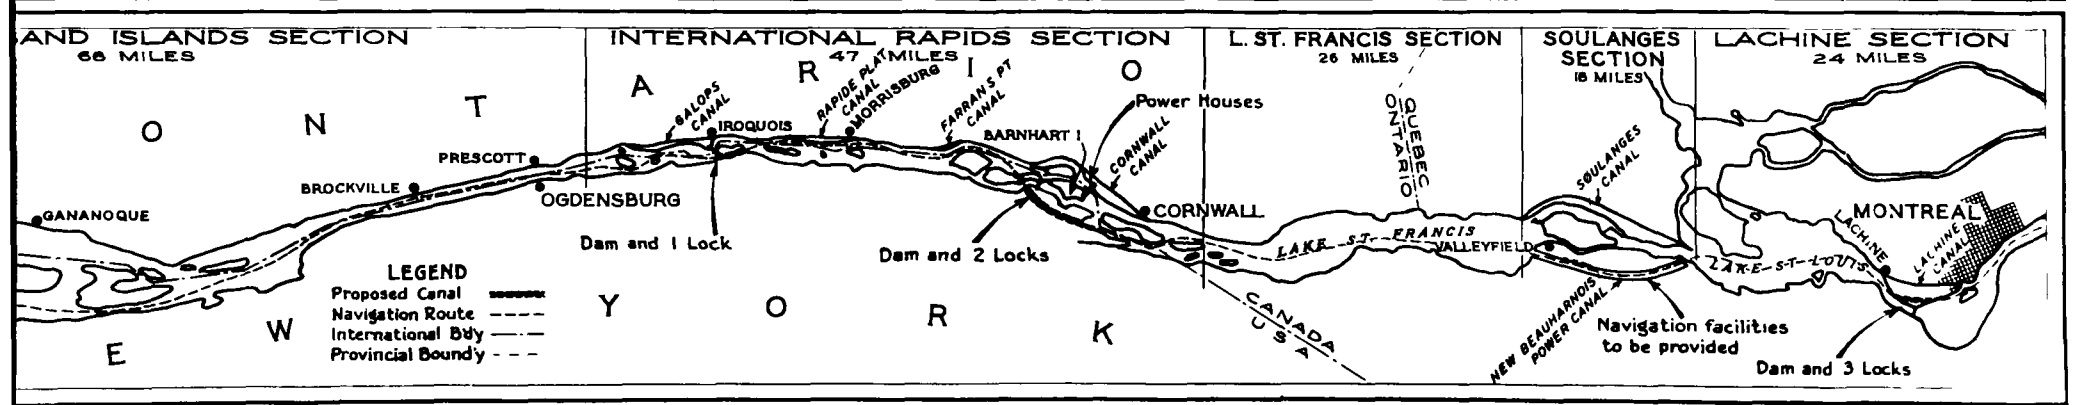 AND ISLANDS SECTION
68 MILES
INTERNATIONAL RAPIDS SECTION
47 MILES
L. ST. FRANCIS SECTION
26 MILES
SOULANGES
SECTION
18 MILES
LACHINE SECTION
24 MILES
O N T A R I O
GALOPS
CANAL
RAPIDE PLAT
CANAL
MORRISBURG
FARRANS PT
CANAL
Power Houses
CORNWALL
CANAL
QUEBEC
ONTARIO
SOULANGES
CANAL
IROQUOIS
BARNHART I
PRESCOTT
BROCKVILLE
OGDENSBURG
GANANOQUE
CORNWALL
MONTREAL
LACHINE
LACHINE
CANAL
Dam and 1 Lock
Dam and 2 Locks
LAKE ST. FRANCIS
VALLEYFIELD
LAKE ST LOUIS
LEGEND
Proposed Canal
Navigation Route
International Bdy
Provincial Bound'y
E W Y O R K
CANADA
USA
NEW BEAUHARNOIS
POWER CANAL
Navigation facilities
to be provided
Dam and 3 Locks